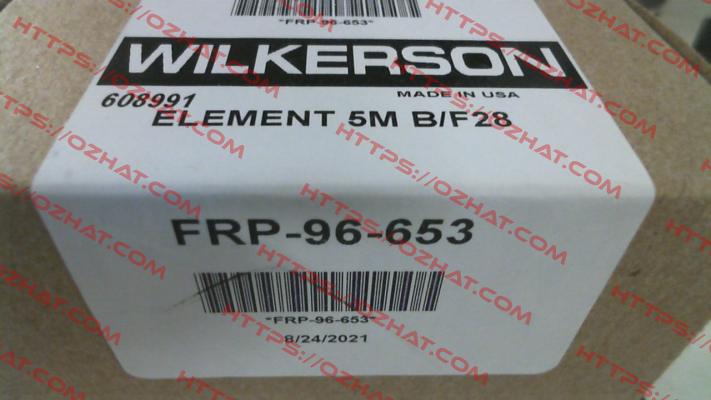 *FRP-96-653*
WILKERSON
608991
MADE IN USA
ELEMENT 5M B/F28
FRP-96-653
*FRP-96-653*
8/24/2021
HTTPS://OZHAT.COM